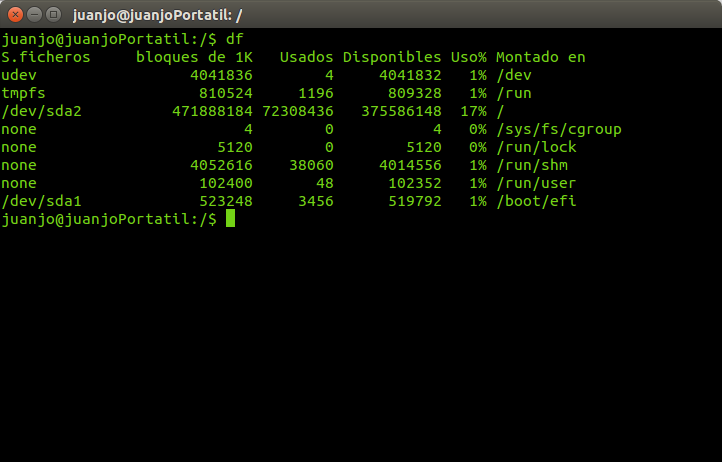 juanjo@juanjoPortatil: /
juanjo@juanjoPortatil:/$ df
S.ficheros     bloques de 1K   Usados Disponibles Uso% Montado en
udev                 4041836        4     4041832   1% /dev
tmpfs                 810524     1196      809328   1% /run
/dev/sda2          471888184 72308436   375586148  17% /
none                       4        0           4   0% /sys/fs/cgroup
none                    5120        0        5120   0% /run/lock
none                 4052616    38060     4014556   1% /run/shm
none                  102400       48      102352   1% /run/user
/dev/sda1             523248     3456      519792   1% /boot/efi
juanjo@juanjoPortatil:/$